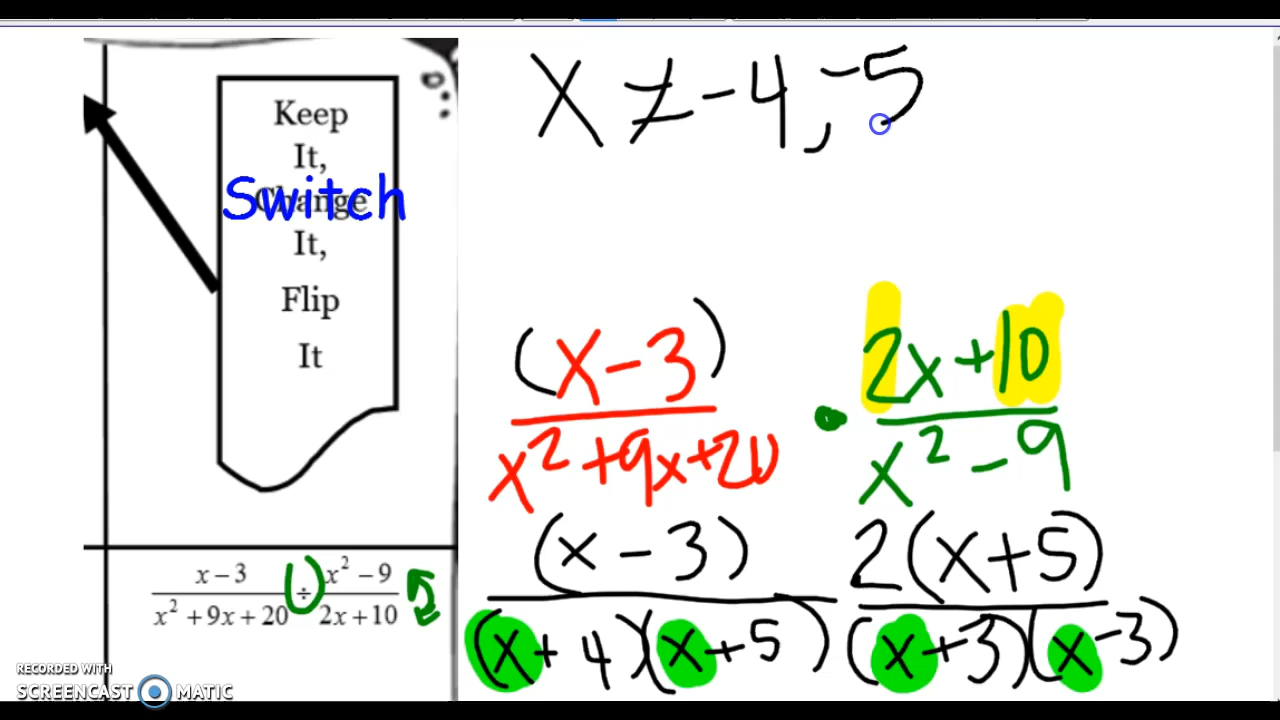 Keep
It,
Change
Switch
It,
Flip
It
x − 3 / x² + 9x + 20 ÷ x² − 9 / 2x + 10
x ≠ −4, −5
(x − 3) / x² + 9x + 20 • 2x + 10 / x² − 9
(x − 3) / (x + 4)(x + 5) 2(x + 5) / (x + 3)(x − 3)
RECORDED WITH
SCREENCAST MATIC